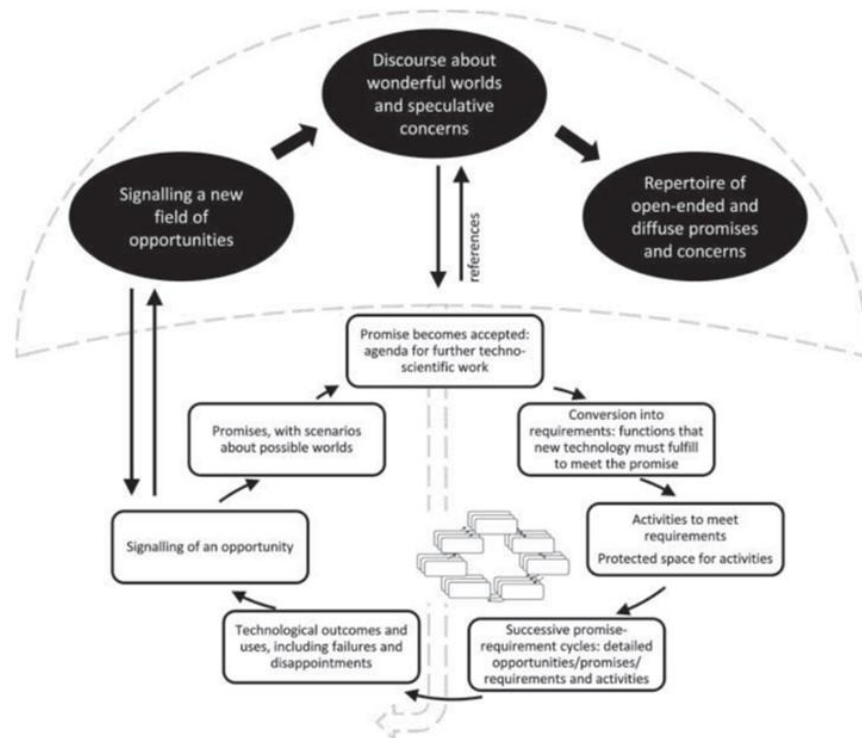 Discourse about
wonderful worlds
and speculative
concerns
Signalling a new
field of
opportunities
Repertoire of
open-ended and
diffuse promises
and concerns
references
Promise becomes accepted:
agenda for further techno-
scientific work
Promises, with scenarios
about possible worlds
Conversion into
requirements: functions that
new technology must fulfill
to meet the promise
Signalling of an opportunity
Activities to meet
requirements
Protected space for activities
Technological outcomes and
uses, including failures and
disappointments
Successive promise-
requirement cycles: detailed
opportunities/promises/
requirements and activities